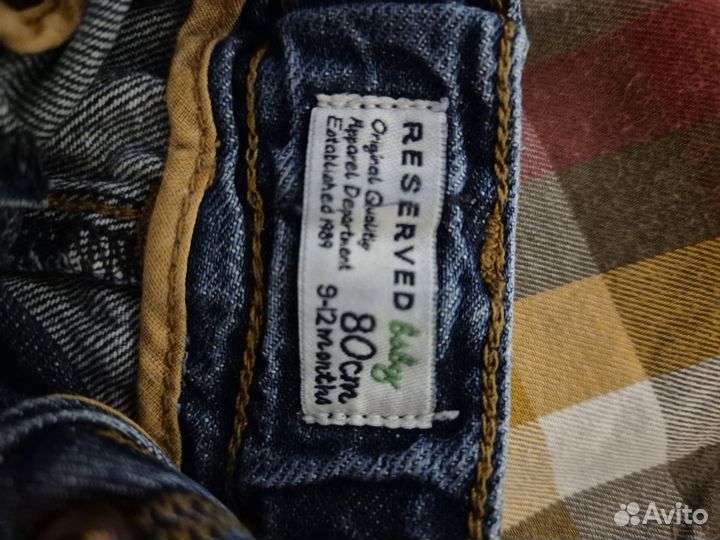 RESERVED baby
Original Quality
Apparel Department
Established 1989
80cm
9-12 months
Avito